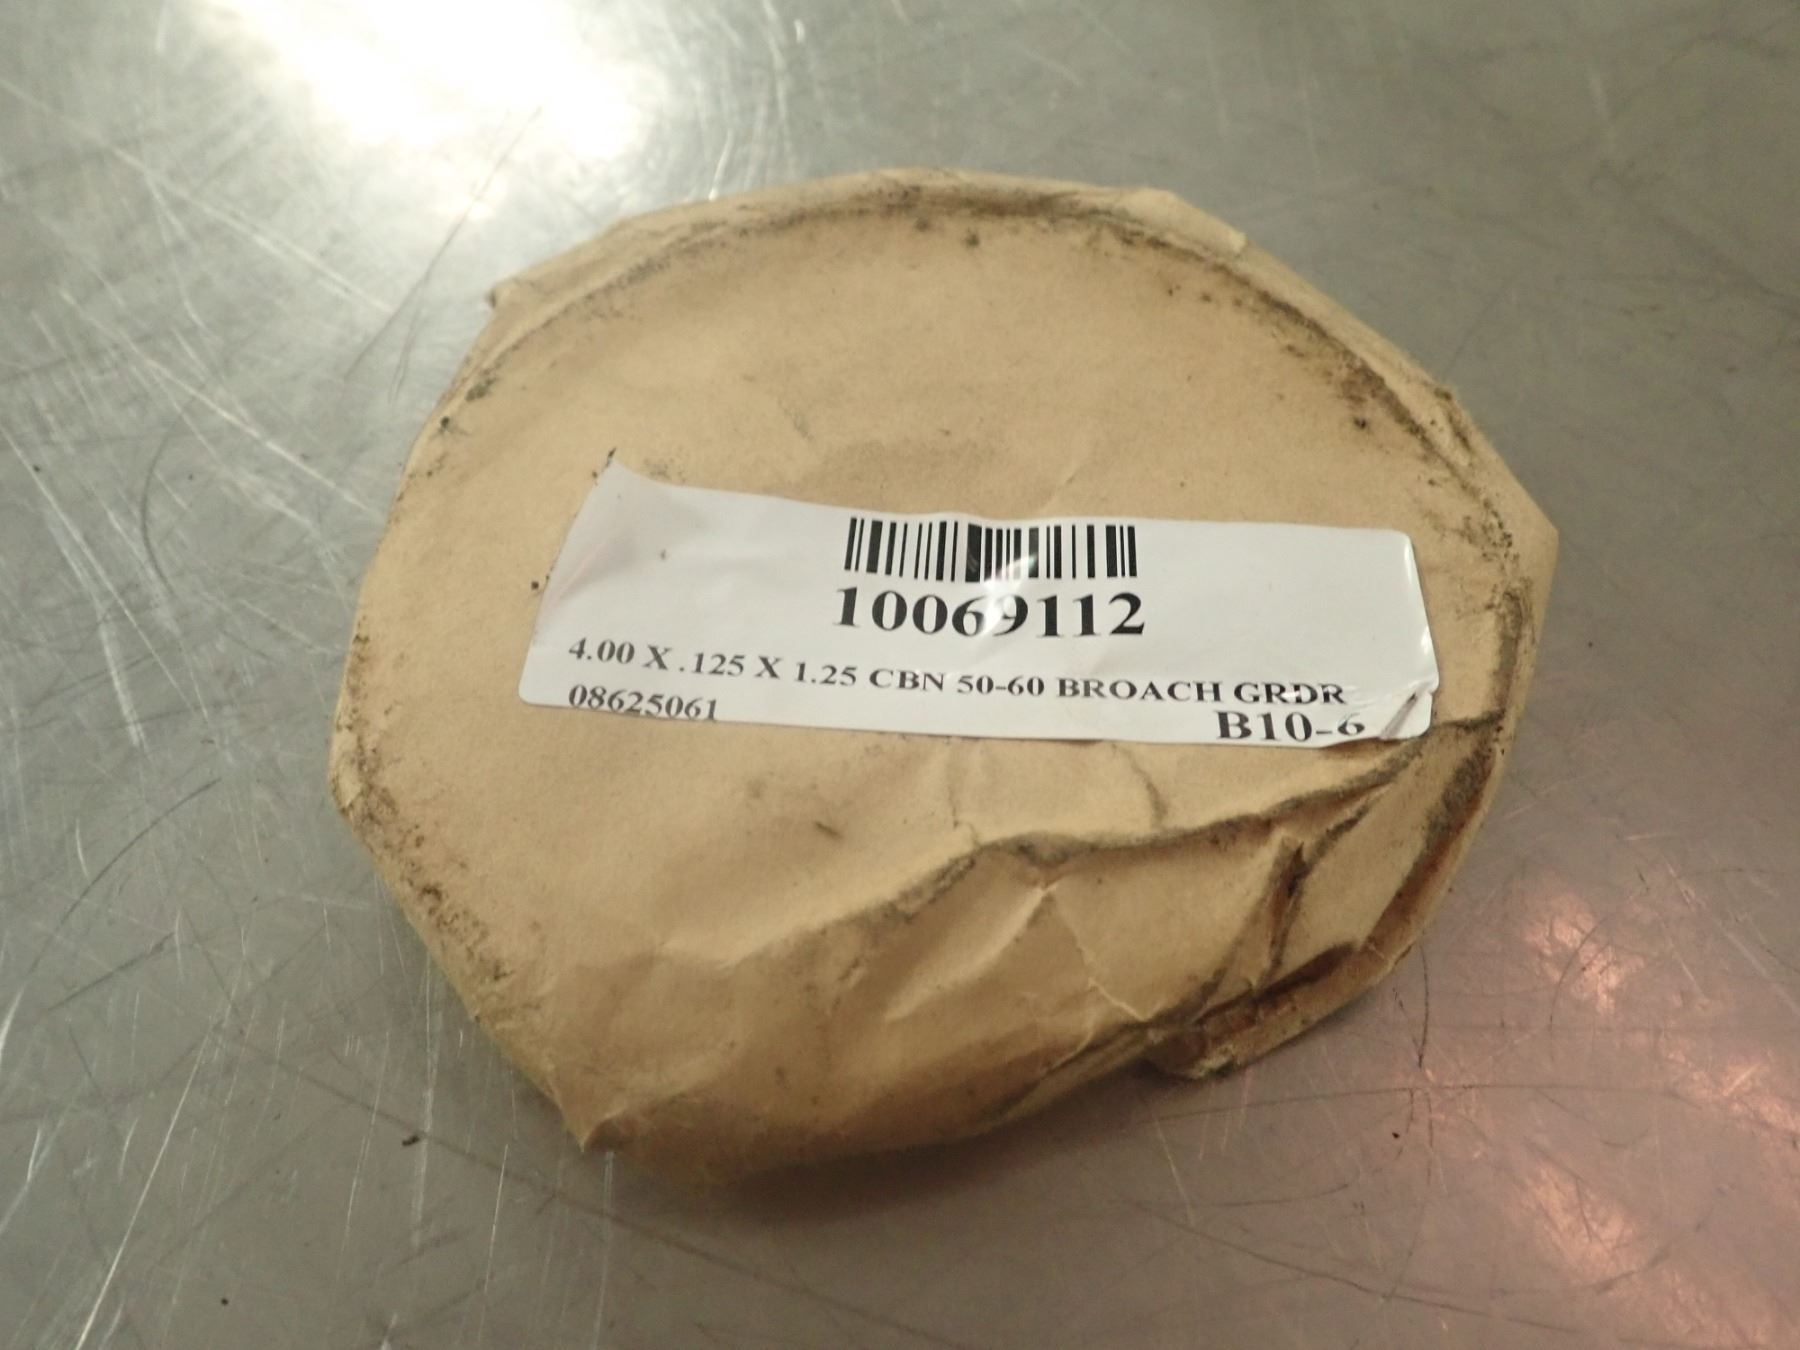 10069112
4.00 X .125 X 1.25 CBN 50-60 BROACH GRDR
08625061
B10-6